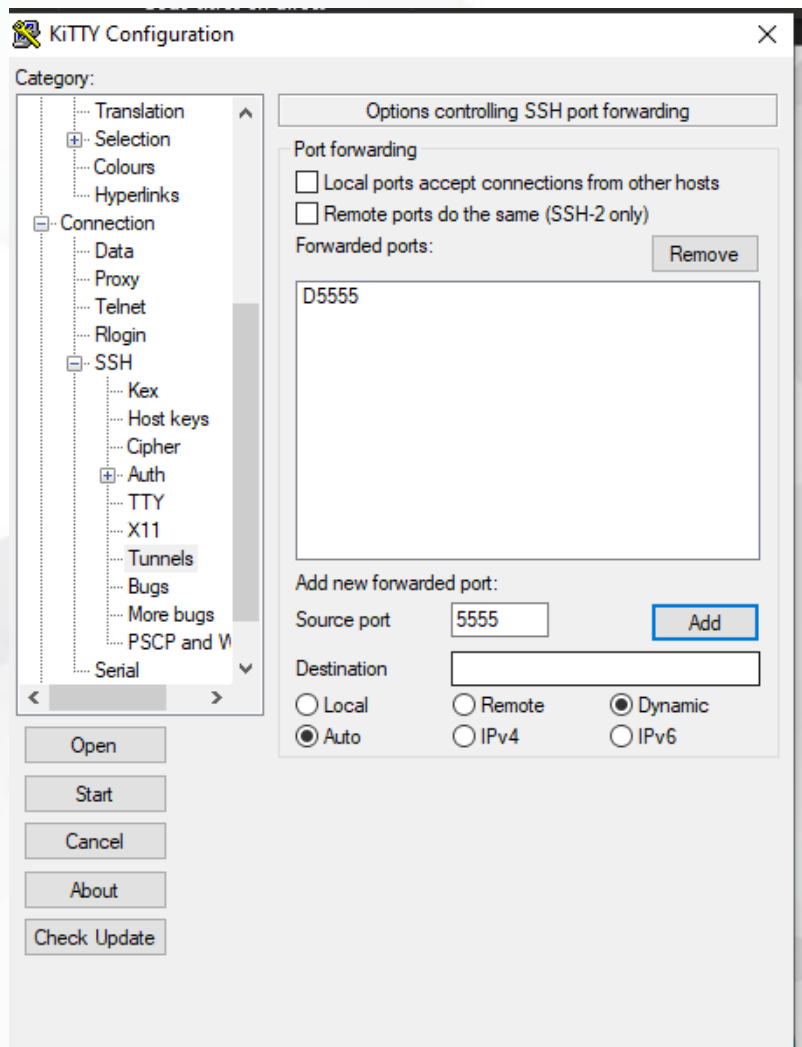 KiTTY Configuration
Category:
Translation
Selection
Colours
Hyperlinks
Connection
Data
Proxy
Telnet
Rlogin
SSH
Kex
Host keys
Cipher
Auth
TTY
X11
Tunnels
Bugs
More bugs
PSCP and W
Serial
Open
Start
Cancel
About
Check Update
Options controlling SSH port forwarding
Port forwarding
Local ports accept connections from other hosts
Remote ports do the same (SSH-2 only)
Forwarded ports:
Remove
D5555
Add new forwarded port:
Source port 5555 Add
Destination
Local Remote Dynamic
Auto IPv4 IPv6